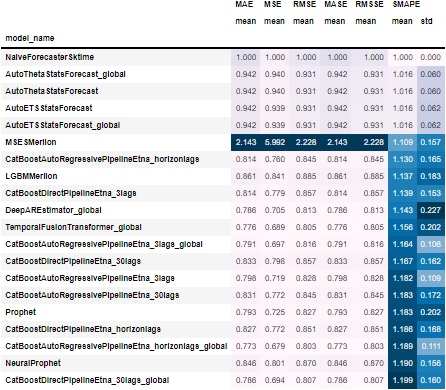 MAE MSE RMSE MASE RMSSE SMAPE
mean mean mean mean mean mean std
model_name
NaiveForecasterSktime 1.000 1.000 1.000 1.000 1.000 1.000 0.000
AutoThetaStatsForecast_global 0.942 0.940 0.931 0.942 0.931 1.016 0.060
AutoThetaStatsForecast 0.942 0.940 0.931 0.942 0.931 1.016 0.060
AutoETSStatsForecast 0.942 0.939 0.931 0.942 0.931 1.016 0.062
AutoETSStatsForecast_global 0.942 0.939 0.931 0.942 0.931 1.016 0.062
MSESMerlion 2.143 5.992 2.228 2.143 2.228 1.109 0.157
CatBoostAutoRegressivePipelineEtna_horizonlags 0.814 0.760 0.845 0.814 0.845 1.130 0.165
LGBMMerlion 0.861 0.841 0.885 0.861 0.885 1.137 0.183
CatBoostDirectPipelineEtna_3lags 0.814 0.779 0.857 0.814 0.857 1.139 0.153
DeepAREstimator_global 0.786 0.705 0.813 0.786 0.813 1.143 0.227
TemporalFusionTransformer_global 0.776 0.689 0.805 0.776 0.805 1.156 0.202
CatBoostAutoRegressivePipelineEtna_3lags_global 0.791 0.697 0.816 0.791 0.816 1.164 0.106
CatBoostDirectPipelineEtna_30lags 0.833 0.798 0.857 0.833 0.857 1.167 0.162
CatBoostAutoRegressivePipelineEtna_3lags 0.798 0.719 0.828 0.798 0.828 1.182 0.109
CatBoostAutoRegressivePipelineEtna_30lags 0.831 0.772 0.845 0.831 0.845 1.183 0.172
Prophet 0.793 0.725 0.827 0.793 0.827 1.183 0.202
CatBoostDirectPipelineEtna_horizonlags 0.827 0.772 0.851 0.827 0.851 1.186 0.168
CatBoostAutoRegressivePipelineEtna_horizonlags_global 0.773 0.679 0.803 0.773 0.803 1.189 0.111
NeuralProphet 0.846 0.801 0.870 0.846 0.870 1.190 0.156
CatBoostDirectPipelineEtna_30lags_global 0.786 0.694 0.807 0.786 0.807 1.199 0.160